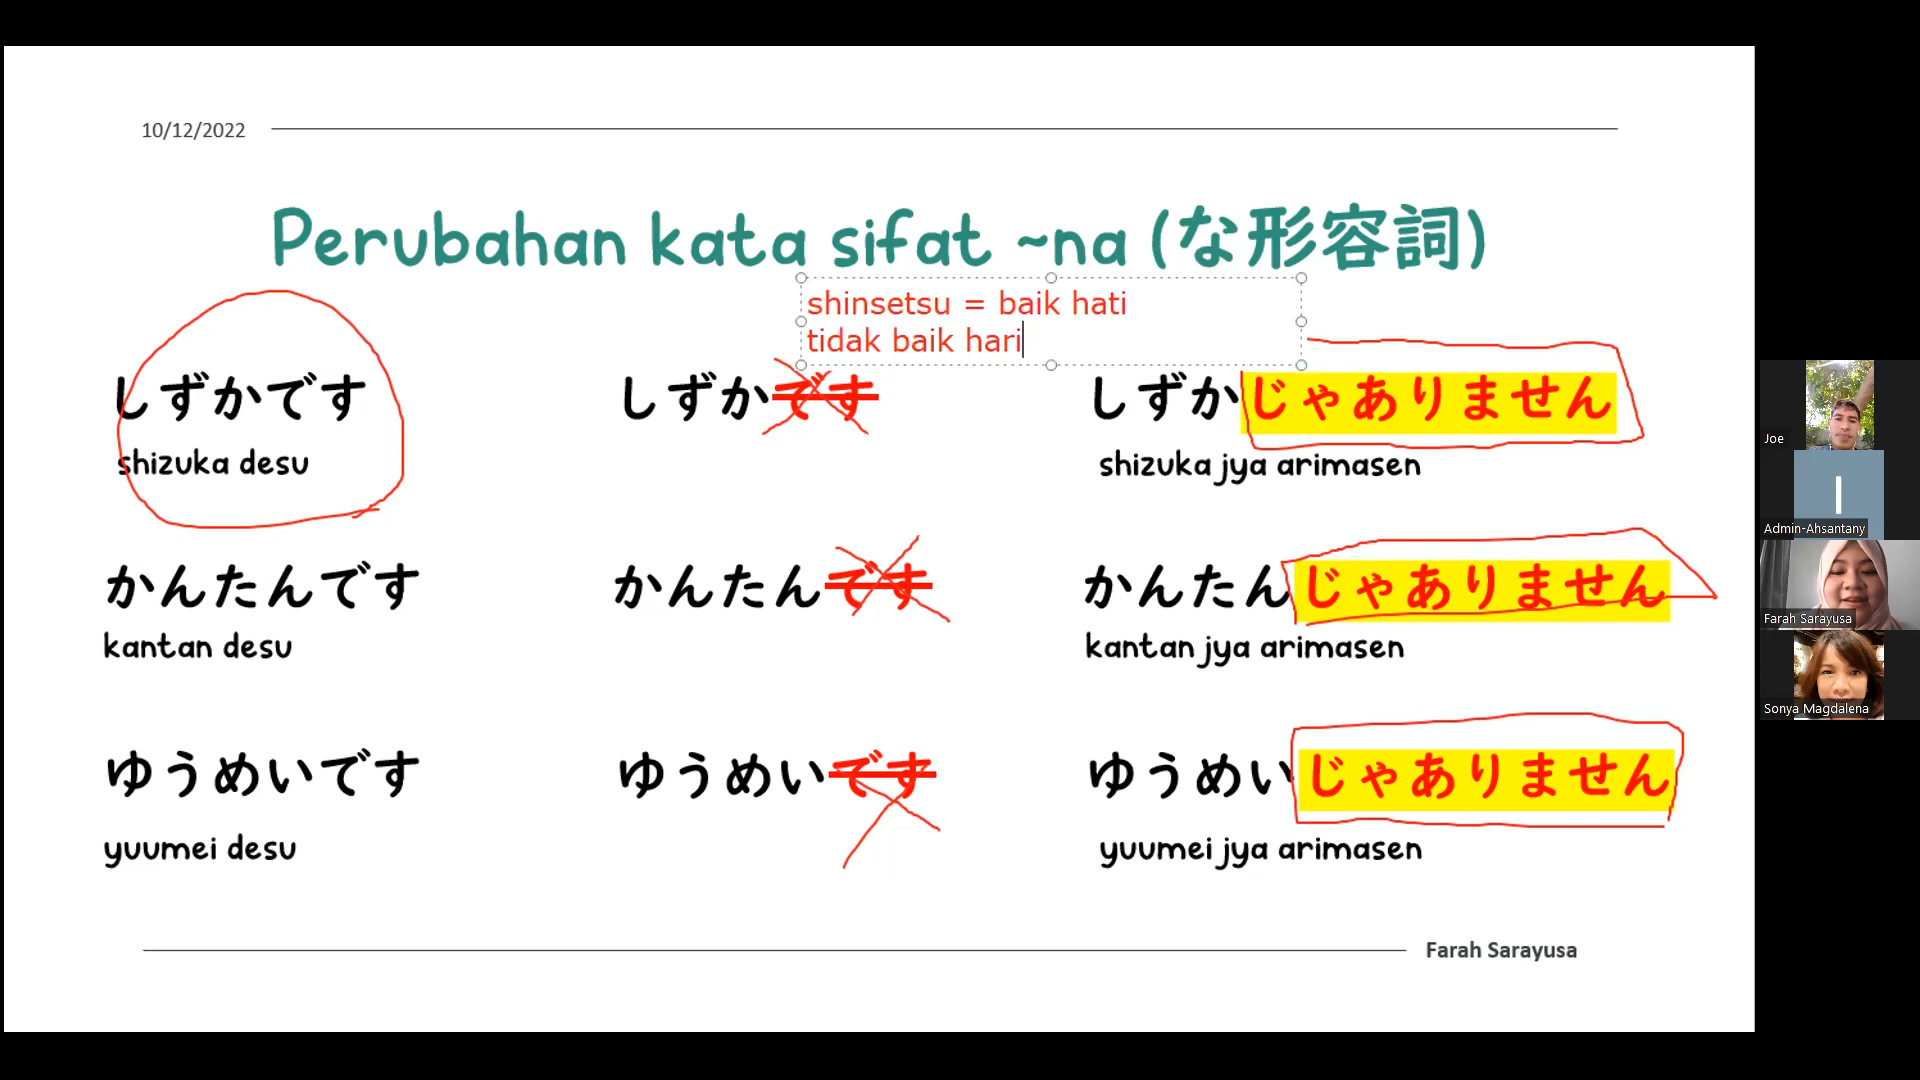 10/12/2022
Perubahan kata sifat ~na (な形容詞)
shinsetsu = baik hati
tidak baik hari
しずかです しずかです しずかじゃありません
shizuka desu shizuka jya arimasen
かんたんです かんたんです かんたんじゃありません
kantan desu kantan jya arimasen
ゆうめいです ゆうめいです ゆうめいじゃありません
yuumei desu yuumei jya arimasen
Farah Sarayusa
Joe
I
Admin-Ahsantany
Farah Sarayusa
Sonya Magdalena